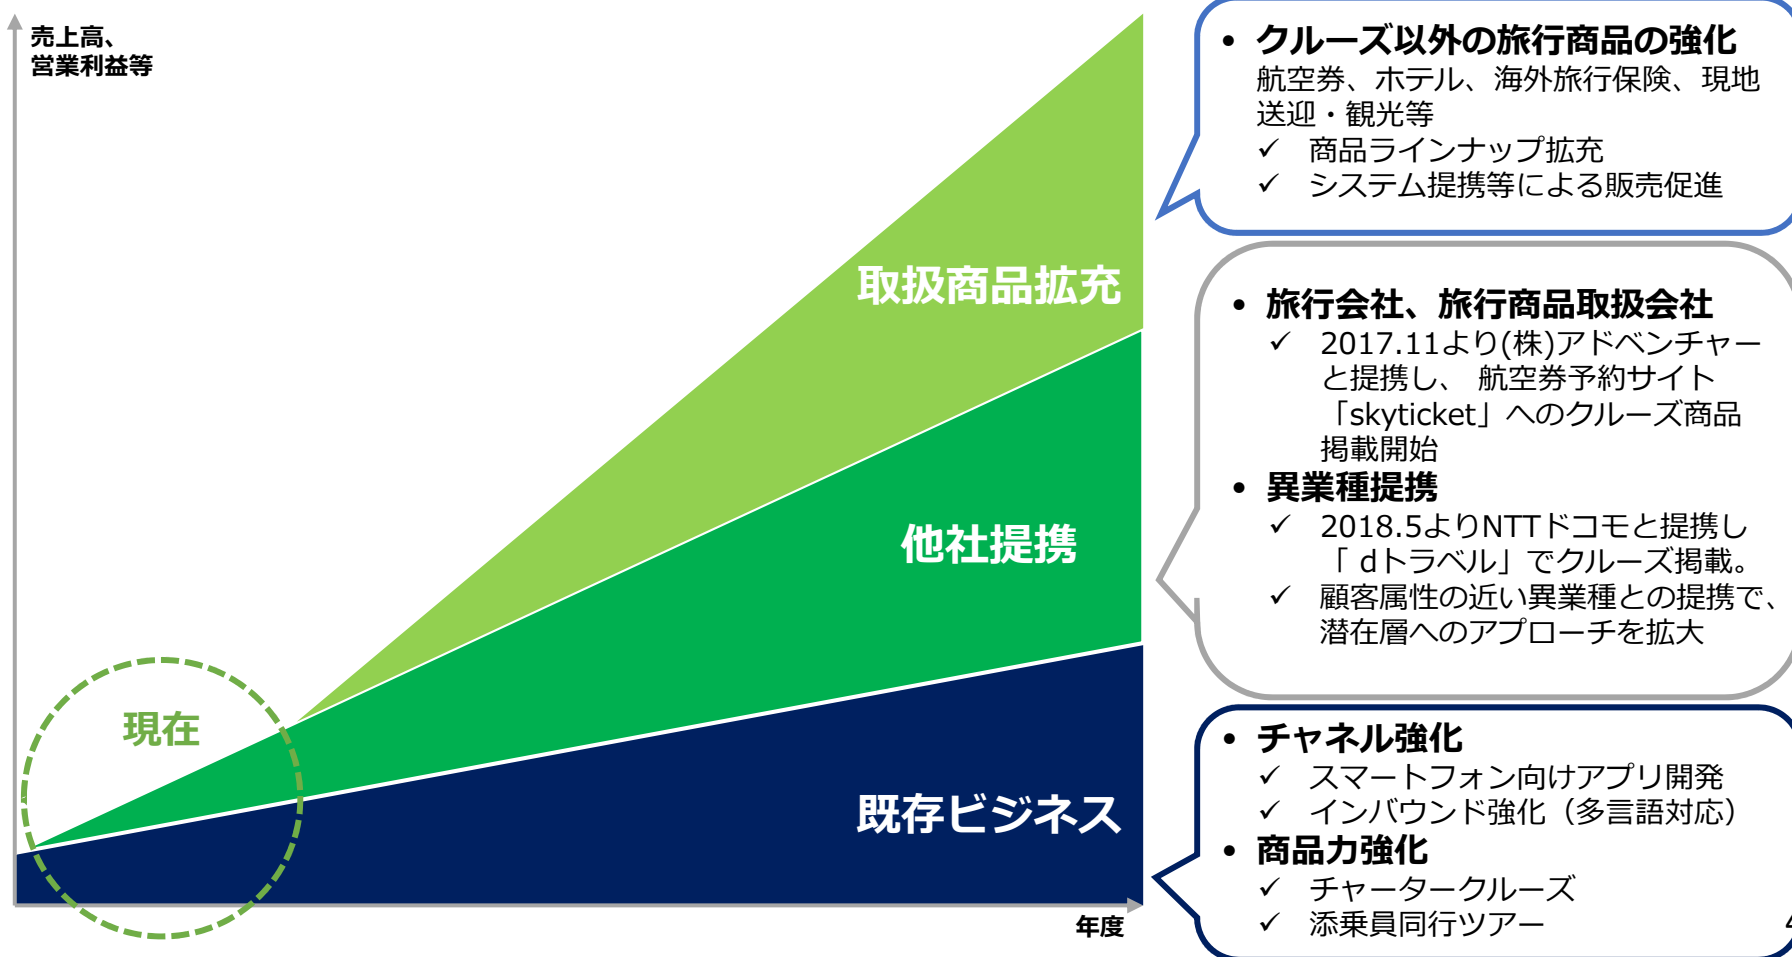 売上高、
営業利益等
取扱商品拡充
他社提携
現在
既存ビジネス
年度
• クルーズ以外の旅行商品の強化
航空券、ホテル、海外旅行保険、現地
送迎・観光等
✓ 商品ラインナップ拡充
✓ システム提携等による販売促進
• 旅行会社、旅行商品取扱会社
✓ 2017.11より(株)アドベンチャー
と提携し、 航空券予約サイト
「skyticket」へのクルーズ商品
掲載開始
• 異業種提携
✓ 2018.5よりNTTドコモと提携し
「 dトラベル」でクルーズ掲載。
✓ 顧客属性の近い異業種との提携で、
潜在層へのアプローチを拡大
• チャネル強化
✓ スマートフォン向けアプリ開発
✓ インバウンド強化（多言語対応）
• 商品力強化
✓ チャータークルーズ
✓ 添乗員同行ツアー